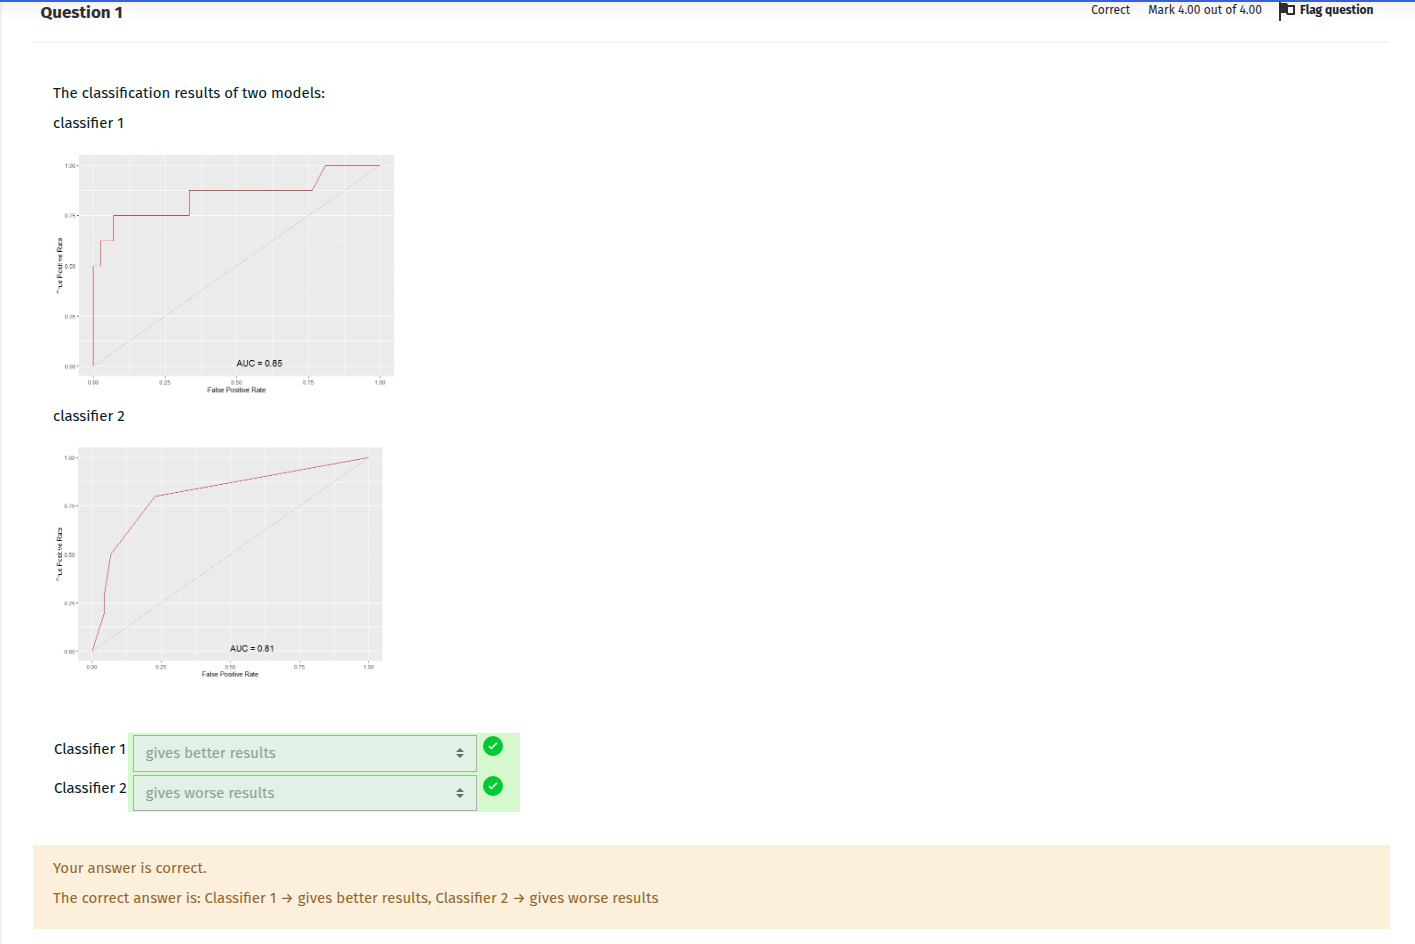 Question 1
Correct Mark 4.00 out of 4.00 Flag question
The classification results of two models:
classifier 1
1.00
0.75
0.50
0.25
0.00
True Positive Rate
AUC = 0.85
0.00 0.25 0.50 0.75 1.00
False Positive Rate
classifier 2
1.00
0.75
0.50
0.25
0.00
True Positive Rate
AUC = 0.81
0.00 0.25 0.50 0.75 1.00
False Positive Rate
Classifier 1 gives better results
Classifier 2 gives worse results
Your answer is correct.
The correct answer is: Classifier 1 → gives better results, Classifier 2 → gives worse results